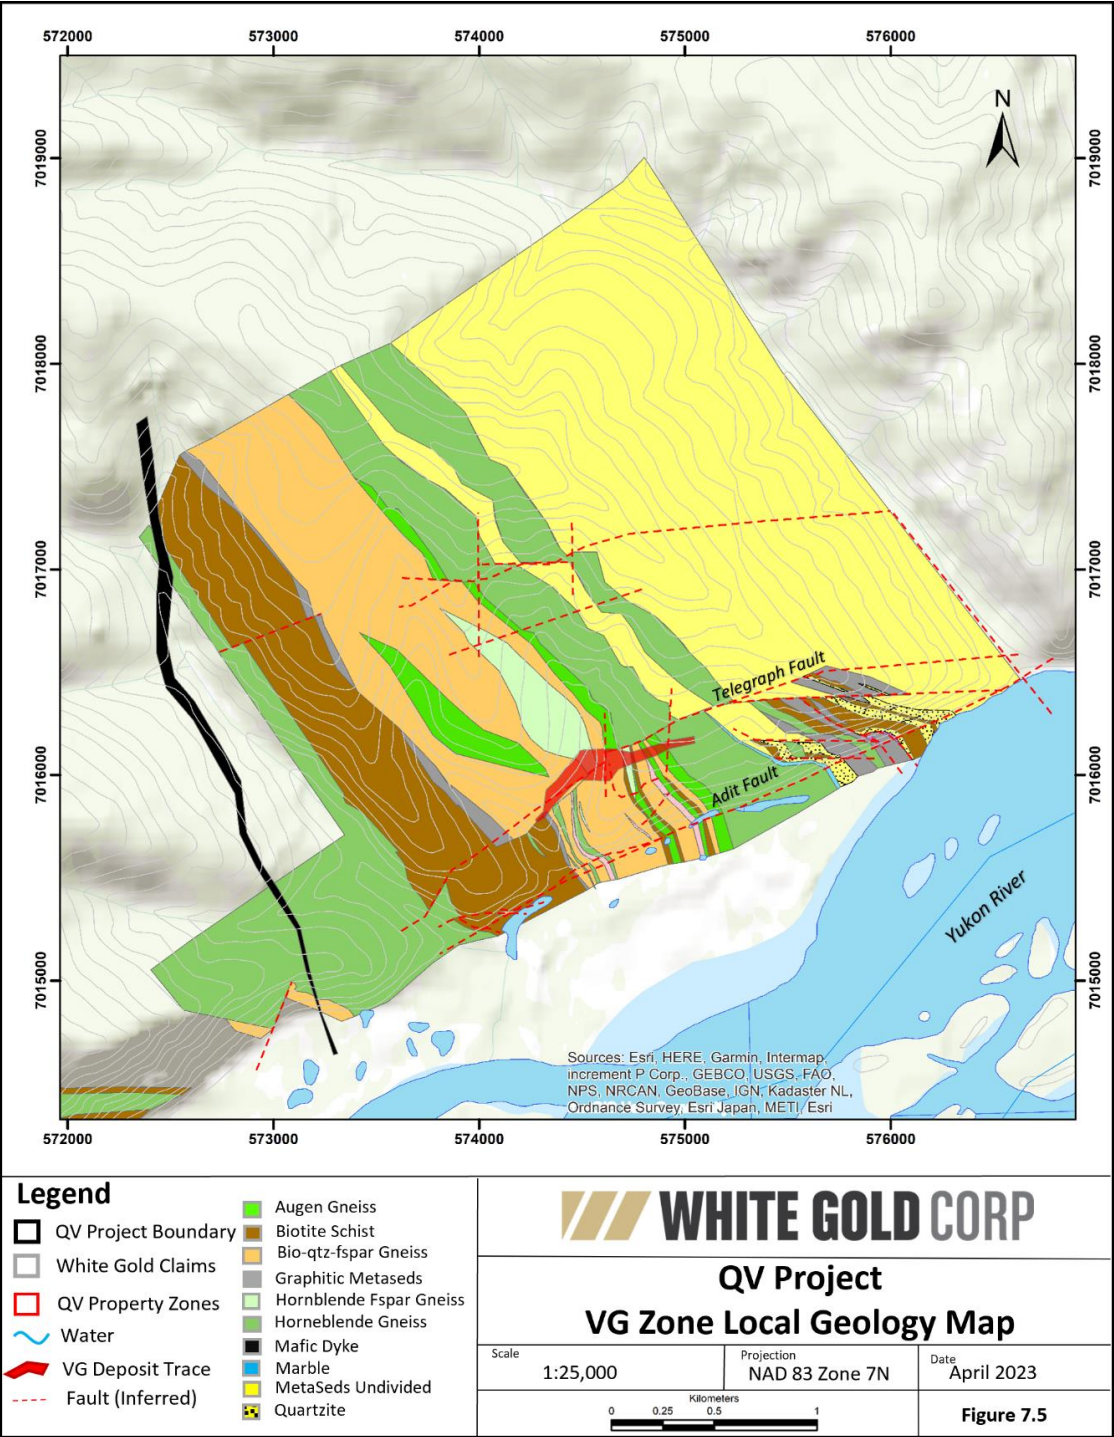 572000
573000
574000
575000
576000
N
7019000
7019000
7018000
7018000
7017000
7017000
Telegraph Fault
7016000
7016000
Adit Fault
Yukon River
7015000
7015000
Sources: Esri, HERE, Garmin, Intermap,
increment P Corp., GEBCO, USGS, FAO,
NPS, NRCAN, GeoBase, IGN, Kadaster NL,
Ordnance Survey, Esri Japan, METI, Esri
572000
573000
574000
575000
576000
Legend
QV Project Boundary
White Gold Claims
QV Property Zones
Water
VG Deposit Trace
Fault (Inferred)
Augen Gneiss
Biotite Schist
Bio-qtz-fspar Gneiss
Graphitic Metaseds
Hornblende Fspar Gneiss
Horneblende Gneiss
Mafic Dyke
Marble
MetaSeds Undivided
Quartzite
WHITE GOLD CORP
QV Project
VG Zone Local Geology Map
Scale
1:25,000
Projection
NAD 83 Zone 7N
Date
April 2023
Kilometers
0 0.25 0.5 1
Figure 7.5